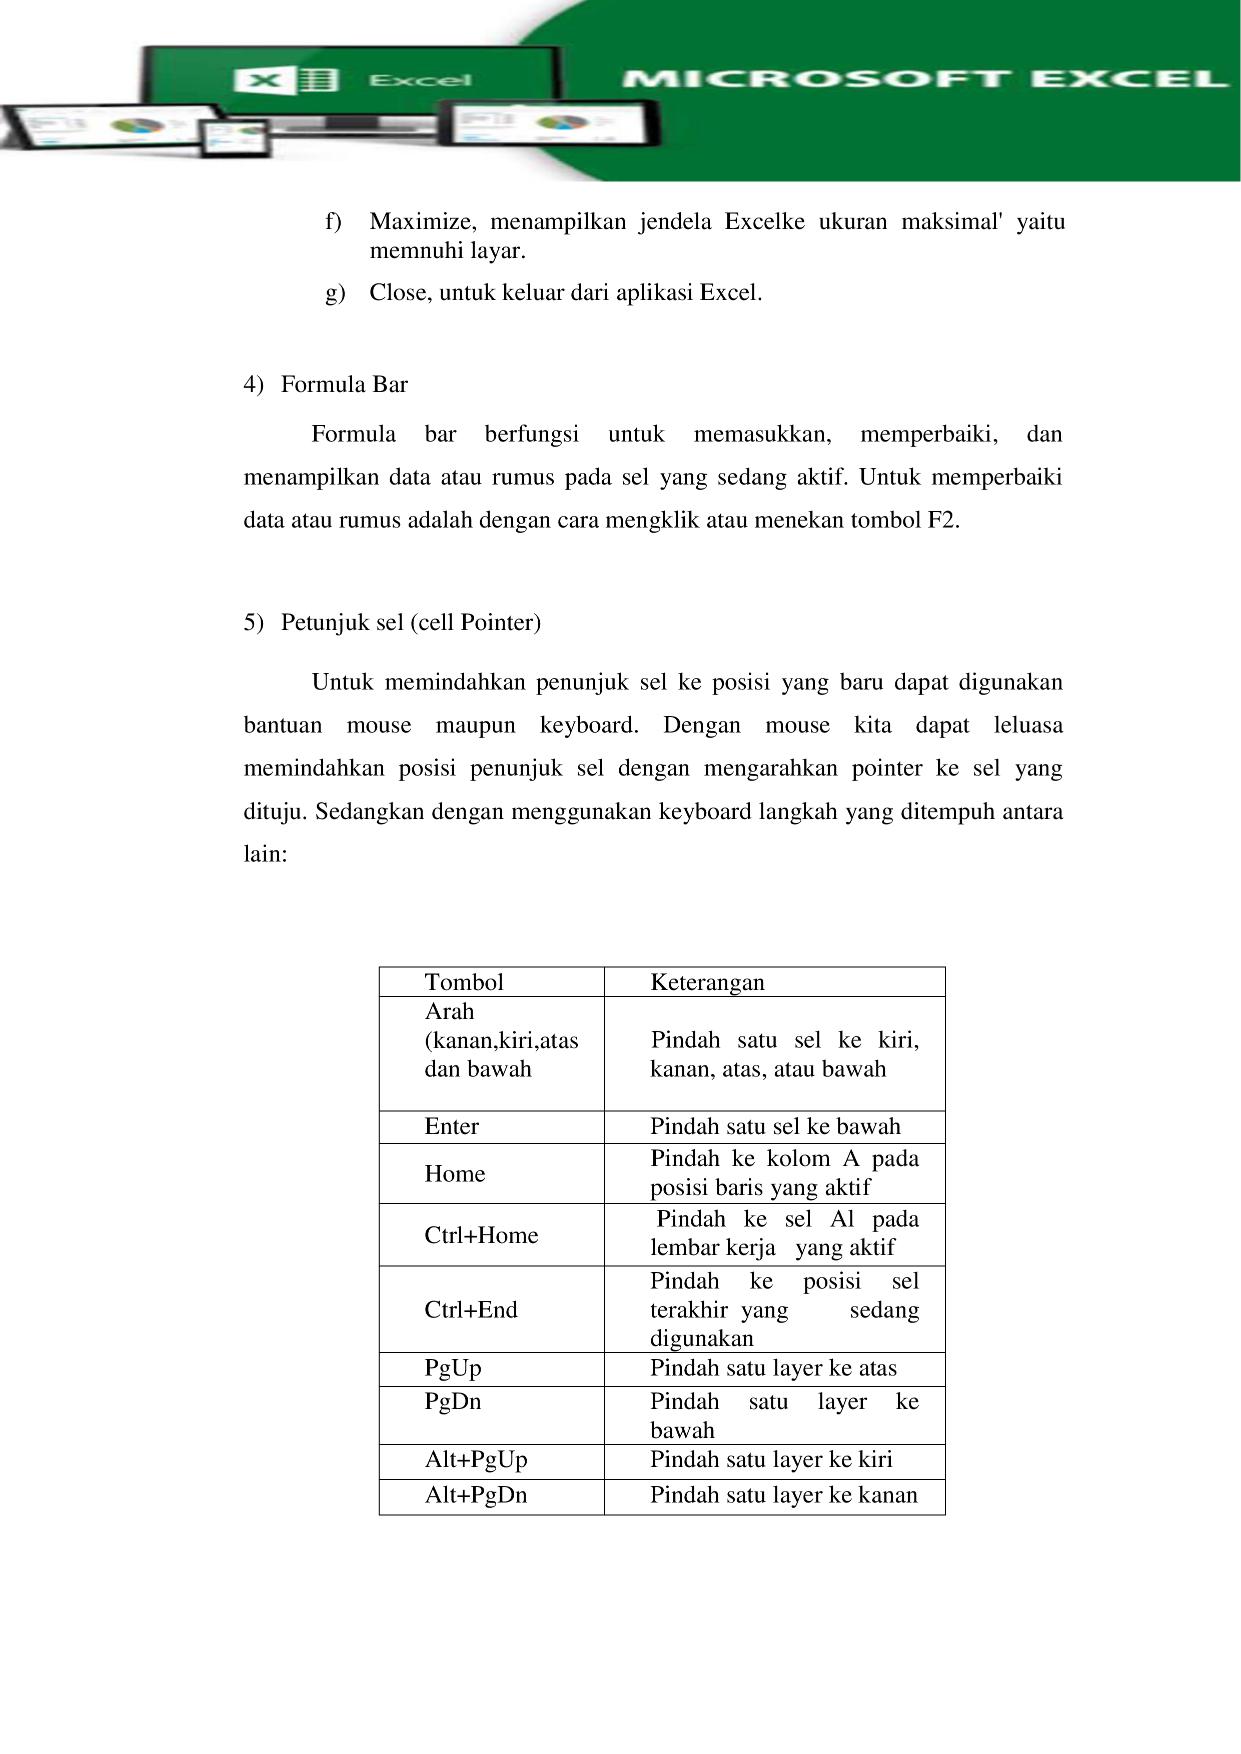 Excel
MICROSOFT EXCEL
f) Maximize, menampilkan jendela Excelke ukuran maksimal' yaitu
memnuhi layar.
g) Close, untuk keluar dari aplikasi Excel.
4) Formula Bar
Formula bar berfungsi untuk memasukkan, memperbaiki, dan
menampilkan data atau rumus pada sel yang sedang aktif. Untuk memperbaiki
data atau rumus adalah dengan cara mengklik atau menekan tombol F2.
5) Petunjuk sel (cell Pointer)
Untuk memindahkan penunjuk sel ke posisi yang baru dapat digunakan
bantuan mouse maupun keyboard. Dengan mouse kita dapat leluasa
memindahkan posisi penunjuk sel dengan mengarahkan pointer ke sel yang
dituju. Sedangkan dengan menggunakan keyboard langkah yang ditempuh antara
lain:
Tombol Keterangan
Arah
(kanan,kiri,atas
dan bawah
Pindah satu sel ke kiri,
kanan, atas, atau bawah
Enter Pindah satu sel ke bawah
Home
Pindah ke kolom A pada
posisi baris yang aktif
Ctrl+Home
Pindah ke sel Al pada
lembar kerja yang aktif
Ctrl+End
Pindah ke posisi sel
terakhir yang sedang
digunakan
PgUp Pindah satu layer ke atas
PgDn Pindah satu layer ke
bawah
Alt+PgUp Pindah satu layer ke kiri
Alt+PgDn Pindah satu layer ke kanan